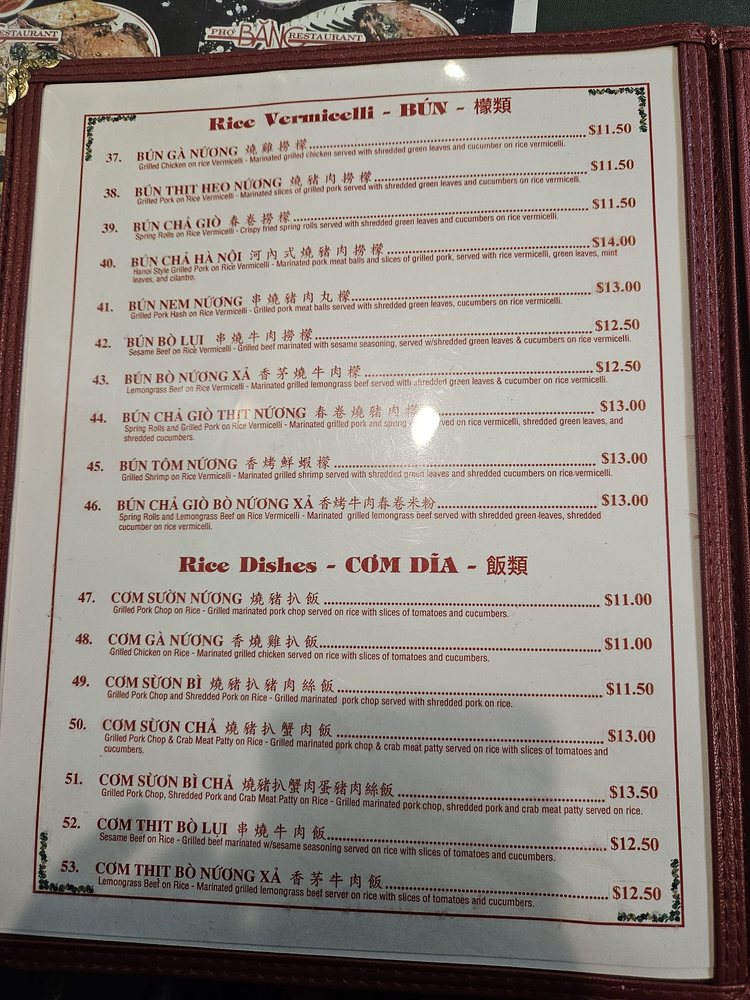 RESTAURANT
PHỞ BĂNG RESTAURANT
Rice Vermicelli - BÚN - 檬類
37. BÚN GÀ NƯỚNG 燒雞撈檬 $11.50
Grilled Chicken on rice Vermicelli - Marinated grilled chicken served with shredded green leaves and cucumber on rice vermicelli.
38. BÚN THỊT HEO NƯỚNG 燒豬肉撈檬 $11.50
Grilled Pork on Rice Vermicelli - Marinated slices of grilled pork served with shredded green leaves and cucumbers on rice vermicelli.
39. BÚN CHẢ GIÒ 春卷撈檬 $11.50
Spring Rolls on Rice Vermicelli - Crispy fried spring rolls served with shredded green leaves and cucumbers on rice vermicelli.
40. BÚN CHẢ HÀ NỘI 河內式燒豬肉撈檬 $14.00
Hanoi Style Grilled Pork on Rice Vermicelli - Marinated pork meat balls and slices of grilled pork, served with rice vermicelli, green leaves, mint
leaves, and cilantro.
41. BÚN NEM NƯỚNG 串燒豬肉丸檬 $13.00
Grilled Pork Hash on Rice Vermicelli - Grilled pork meat balls served with shredded green leaves, cucumbers on rice vermicelli.
42. BÚN BÒ LỤI 串燒牛肉撈檬 $12.50
Sesame Beef on Rice Vermicelli - Grilled beef marinated with sesame seasoning, served w/shredded green leaves & cucumbers on rice vermicelli.
43. BÚN BÒ NƯỚNG XẢ 香茅燒牛肉檬 $12.50
Lemongrass Beef on Rice Vermicelli - Marinated grilled lemongrass beef served with shredded green leaves & cucumber on rice vermicelli.
44. BÚN CHẢ GIÒ THỊT NƯỚNG 春卷燒豬肉檬 $13.00
Spring Rolls and Grilled Pork on Rice Vermicelli - Marinated grilled pork and spring served on rice vermicelli, shredded green leaves, and
shredded cucumbers.
45. BÚN TÔM NƯỚNG 香烤鮮蝦檬 $13.00
Grilled Shrimp on Rice Vermicelli - Marinated grilled shrimp served with shredded green leaves and shredded cucumbers on rice vermicelli.
46. BÚN CHẢ GIÒ BÒ NƯỚNG XẢ 香烤牛肉春卷米粉 $13.00
Spring Rolls and Lemongrass Beef on Rice Vermicelli - Marinated grilled lemongrass beef served with shredded green leaves, shredded
cucumber on rice vermicelli.
Rice Dishes - CƠM DĨA - 飯類
47. CƠM SƯỜN NƯỚNG 燒豬扒飯 $11.00
Grilled Pork Chop on Rice - Grilled marinated pork chop served on rice with slices of tomatoes and cucumbers.
48. CƠM GÀ NƯỚNG 香燒雞扒飯 $11.00
Grilled Chicken on Rice - Marinated grilled chicken served on rice with slices of tomatoes and cucumbers.
49. CƠM SỪƠN BÌ 燒豬扒豬肉絲飯 $11.50
Grilled Pork Chop and Shredded Pork on Rice - Grilled marinated pork chop served with shredded pork on rice.
50. CƠM SỪƠN CHẢ 燒豬扒蟹肉飯 $13.00
Grilled Pork Chop & Crab Meat Patty on Rice - Grilled marinated pork chop & crab meat patty served on rice with slices of tomatoes and
cucumbers.
51. CƠM SỪƠN BÌ CHẢ 燒豬扒蟹肉蛋豬肉絲飯 $13.50
Grilled Pork Chop, Shredded Pork and Crab Meat Patty on Rice - Grilled marinated pork chop, shredded pork and crab meat patty served on rice.
52. CƠM THỊT BÒ LỤI 串燒牛肉飯 $12.50
Sesame Beef on Rice - Grilled beef marinated w/sesame seasoning served on rice with slices of tomatoes and cucumbers.
53. CƠM THỊT BÒ NƯƠNG XẢ 香茅牛肉飯 $12.50
Lemongrass Beef on Rice - Marinated grilled lemongrass beef server on rice with slices of tomatoes and cucumbers.